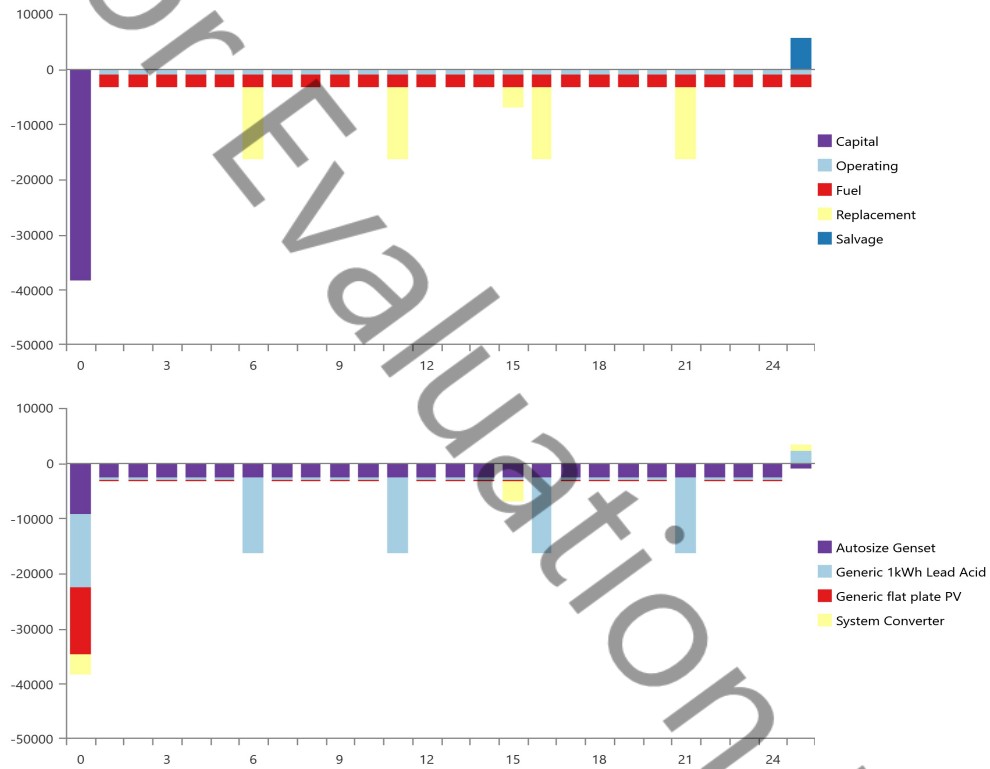 10000
0
-10000
-20000
-30000
-40000
-50000
0 3 6 9 12 15 18 21 24
Capital
Operating
Fuel
Replacement
Salvage
10000
0
-10000
-20000
-30000
-40000
-50000
0 3 6 9 12 15 18 21 24
Autosize Genset
Generic 1kWh Lead Acid
Generic flat plate PV
System Converter
or Evaluation